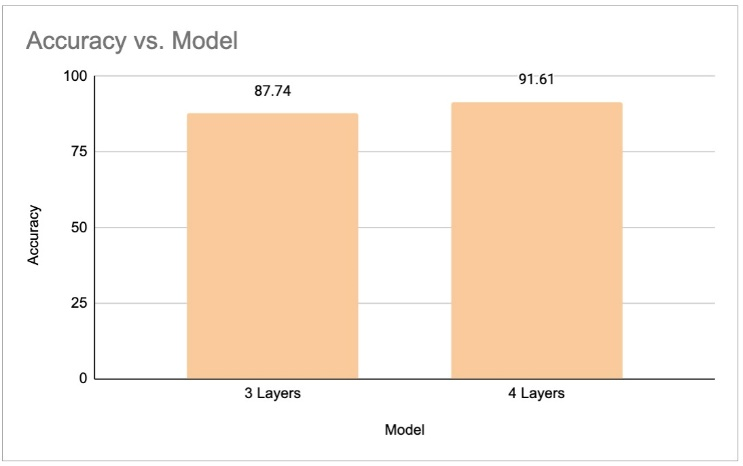 Accuracy vs. Model
100
87.74
91.61
75
50
25
0
Accuracy
3 Layers
4 Layers
Model